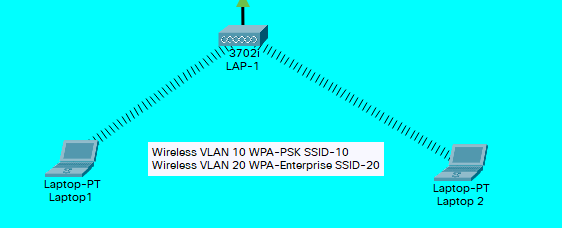 3702i
LAP-1
Wireless VLAN 10 WPA-PSK SSID-10
Wireless VLAN 20 WPA-Enterprise SSID-20
Laptop-PT
Laptop1
Laptop-PT
Laptop 2